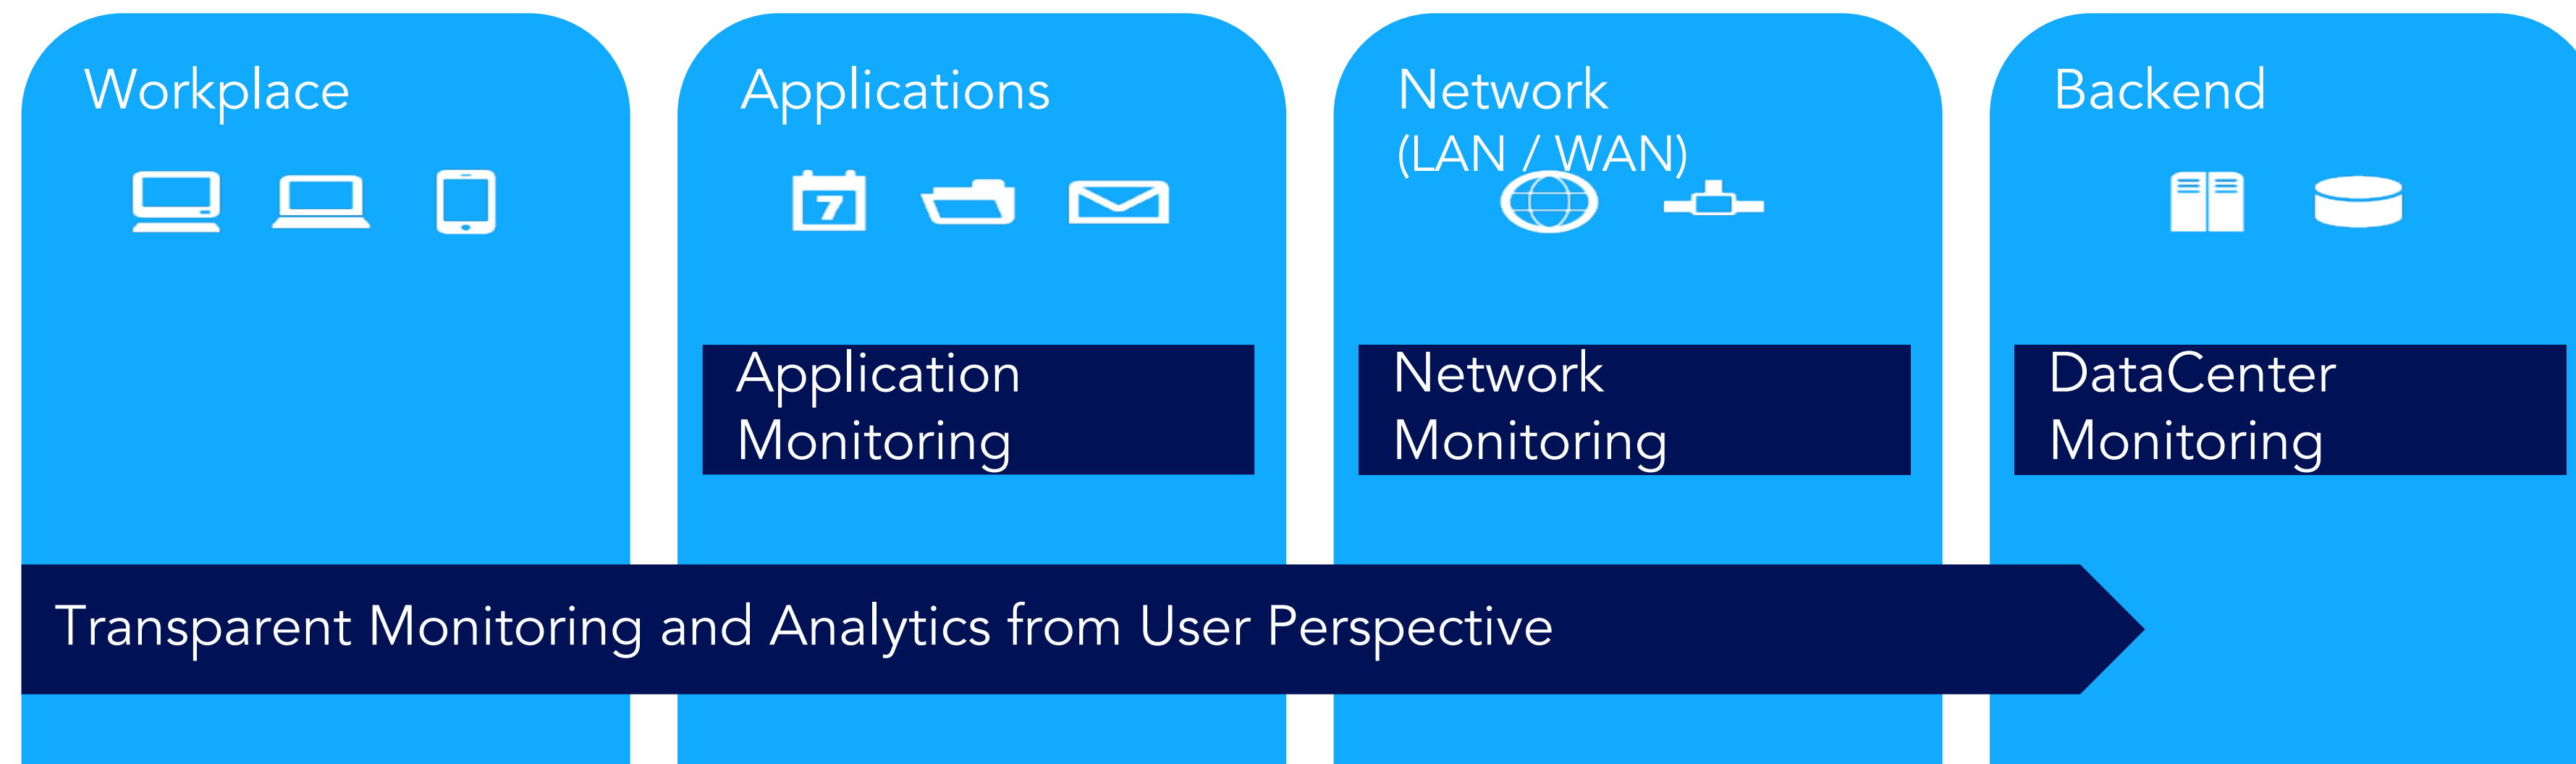 Workplace
Applications
Network
(LAN / WAN)
Backend
7
Application
Monitoring
Network
Monitoring
DataCenter
Monitoring
Transparent Monitoring and Analytics from User Perspective